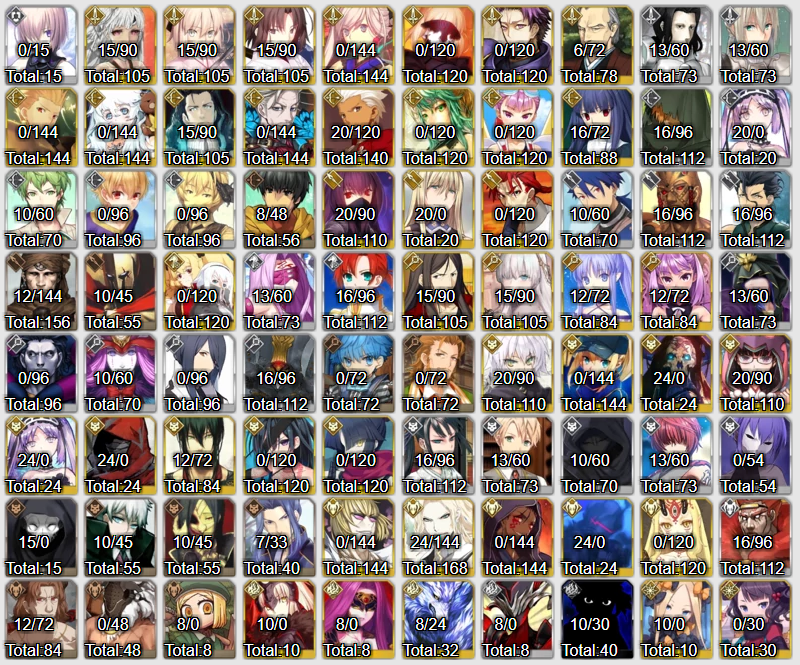 0/15 15/90 15/90 15/90 0/144 0/120 0/120 6/72 13/60 13/60
Total:15 Total:105 Total:105 Total:105 Total:144 Total:120 Total:120 Total:78 Total:73 Total:73
0/144 0/144 15/90 0/144 20/120 0/120 0/120 16/72 16/96 20/0
Total:144 Total:144 Total:105 Total:144 Total:140 Total:120 Total:120 Total:88 Total:112 Total:20
10/60 0/96 0/96 8/48 20/90 20/0 0/120 10/60 16/96 16/96
Total:70 Total:96 Total:96 Total:56 Total:110 Total:20 Total:120 Total:70 Total:112 Total:112
12/144 10/45 0/120 13/60 16/96 15/90 15/90 12/72 12/72 13/60
Total:156 Total:55 Total:120 Total:73 Total:112 Total:105 Total:105 Total:84 Total:84 Total:73
0/96 10/60 0/96 16/96 0/72 0/72 20/90 0/144 24/0 20/90
Total:96 Total:70 Total:96 Total:112 Total:72 Total:72 Total:110 Total:144 Total:24 Total:110
24/0 24/0 12/72 0/120 0/120 16/96 13/60 10/60 13/60 0/54
Total:24 Total:24 Total:84 Total:120 Total:120 Total:112 Total:73 Total:70 Total:73 Total:54
15/0 10/45 10/45 7/33 0/144 24/144 0/144 24/0 0/120 16/96
Total:15 Total:55 Total:55 Total:40 Total:144 Total:168 Total:144 Total:24 Total:120 Total:112
12/72 0/48 8/0 10/0 8/0 8/24 8/0 10/30 10/0 0/30
Total:84 Total:48 Total:8 Total:10 Total:8 Total:32 Total:8 Total:40 Total:10 Total:30